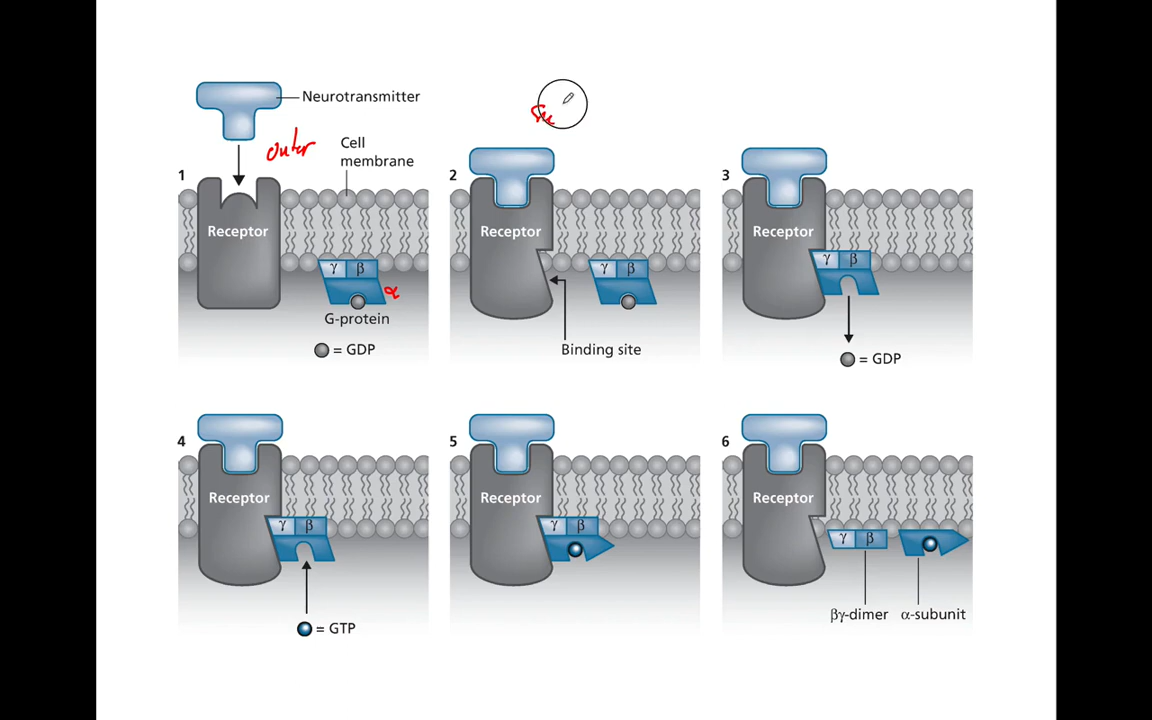 Neurotransmitter
outer
Cell
membrane
1
Receptor
γ β
α
G-protein
= GDP
2
Receptor
γ β
Binding site
3
Receptor
γ β
= GDP
4
Receptor
γ β
= GTP
5
Receptor
γ β
6
Receptor
γ β
βγ-dimer
α-subunit